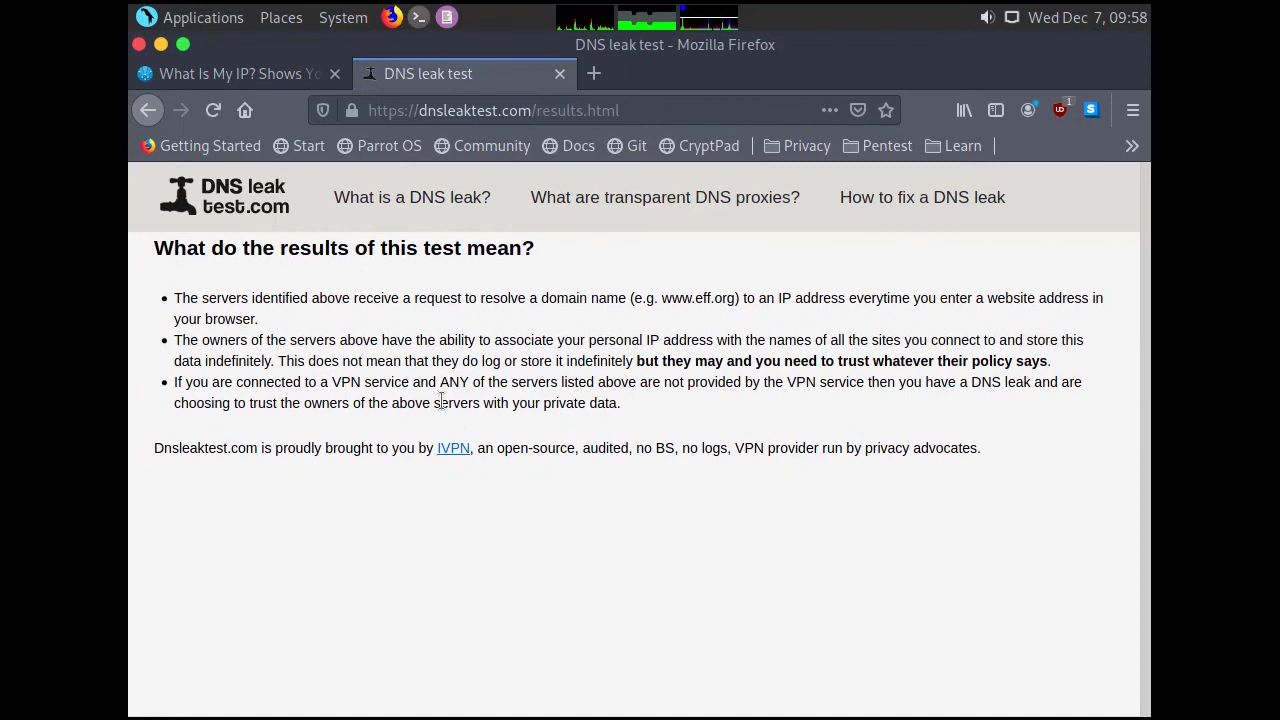 Applications Places System Wed Dec 7, 09:58
DNS leak test - Mozilla Firefox
What Is My IP? Shows Yo DNS leak test
https://dnsleaktest.com/results.html 1
Getting Started Start Parrot OS Community Docs Git CryptPad Privacy Pentest Learn
DNS leak
test.com
What is a DNS leak? What are transparent DNS proxies? How to fix a DNS leak
What do the results of this test mean?
The servers identified above receive a request to resolve a domain name (e.g. www.eff.org) to an IP address everytime you enter a website address in
your browser.
The owners of the servers above have the ability to associate your personal IP address with the names of all the sites you connect to and store this
data indefinitely. This does not mean that they do log or store it indefinitely but they may and you need to trust whatever their policy says.
If you are connected to a VPN service and ANY of the servers listed above are not provided by the VPN service then you have a DNS leak and are
choosing to trust the owners of the above servers with your private data.
Dnsleaktest.com is proudly brought to you by IVPN, an open-source, audited, no BS, no logs, VPN provider run by privacy advocates.